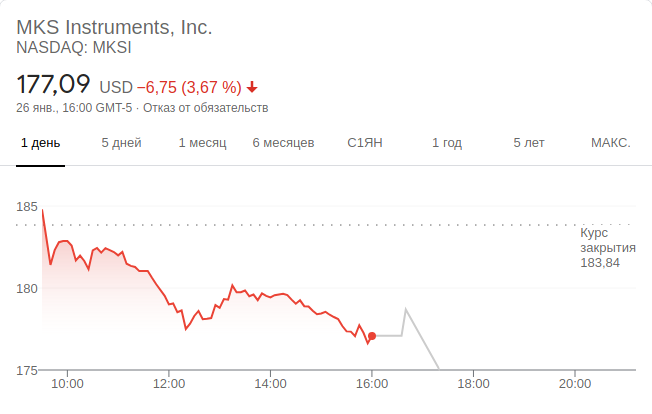 MKS Instruments, Inc.
NASDAQ: MKSI
177,09 USD −6,75 (3,67 %)
26 янв., 16:00 GMT-5 · Отказ от обязательств
1 день 5 дней 1 месяц 6 месяцев С1ЯН 1 год 5 лет МАКС.
185
Курс
закрытия
183,84
180
175
10:00 12:00 14:00 16:00 18:00 20:00